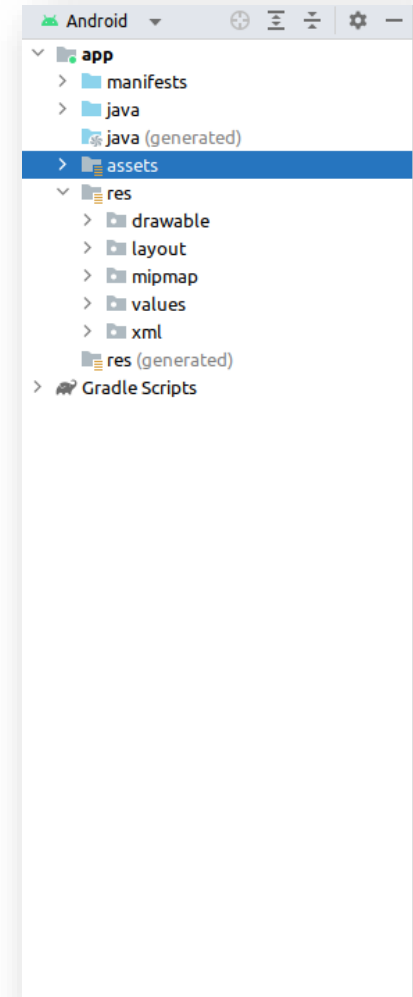 Android
app
manifests
java
java (generated)
assets
res
drawable
layout
mipmap
values
xml
res (generated)
Gradle Scripts